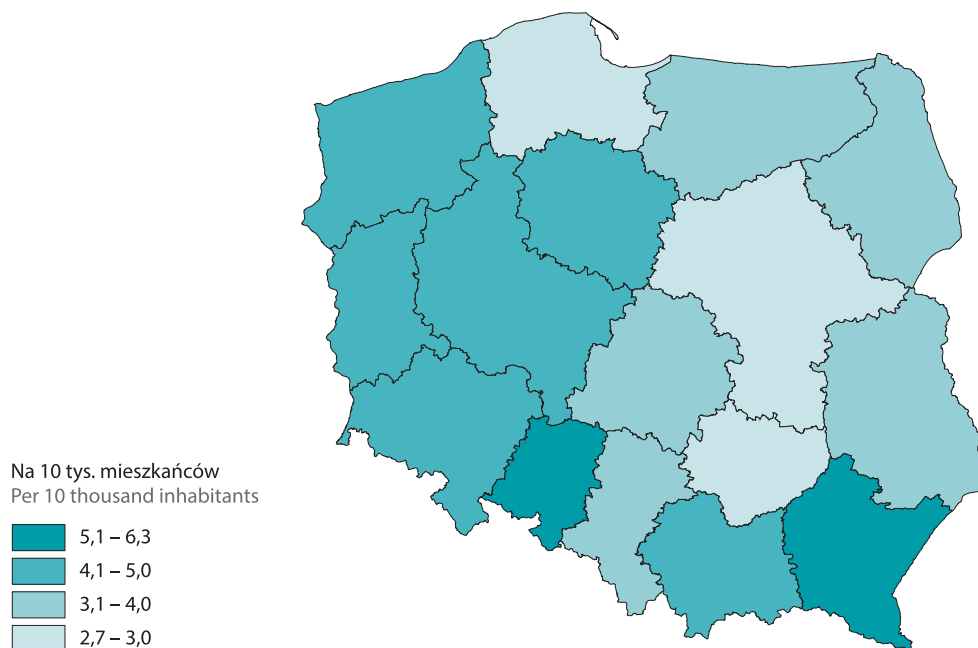 Na 10 tys. mieszkańców
Per 10 thousand inhabitants
5,1 – 6,3
4,1 – 5,0
3,1 – 4,0
2,7 – 3,0